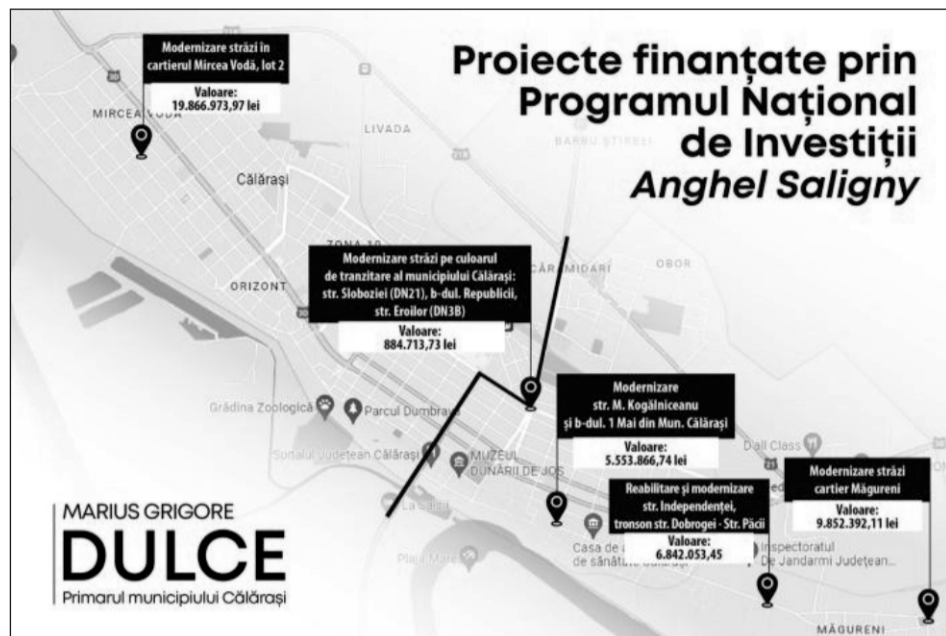 Proiecte finanțate prin
Programul Național
de Investiții
Anghel Saligny
Modernizare străzi în
cartierul Mircea Vodă, lot 2
Valoare:
19.866.973,97 lei
MIRCEA VODĂ
LIVADA
BARBU ȘTIRBEI
Călărași
ZONA 10
Modernizare străzi pe culoarul
de tranzitare al municipiului Călărași:
str. Sloboziei (DN21), b-dul. Republicii,
str. Eroilor (DN3B)
Valoare:
884.713,73 lei
CĂRĂMIDARI
OBOR
ORIZONT
Modernizare
str. M. Kogălniceanu
și b-dul. 1 Mai din Mun. Călărași
Valoare:
5.553.866,74 lei
Grădina Zoologică
Parcul Dumbrava
Spitalul Județean Călărași
MUZEUL
DUNĂRII DE JOS
D'all Class
Modernizare străzi
cartier Măgureni
Valoare:
9.852.392,11 lei
Reabilitare și modernizare
str. Independenței,
tronson str. Dobrogei - Str. Păcii
Valoare:
6.842.053,45
Casa de
de sănătate Călărași
Inspectoratul
De Jandarmi Județean...
Plaja Mare
MĂGURENI
MARIUS GRIGORE
DULCE
Primarul municipiului Călărași